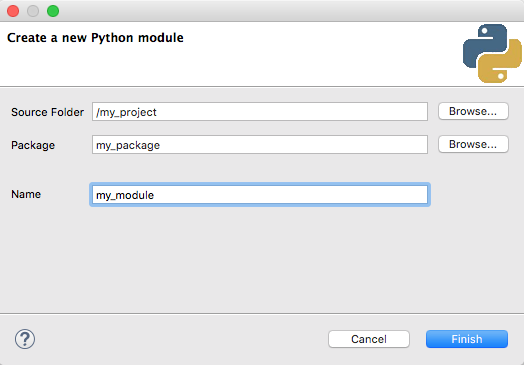 Create a new Python module
Source Folder /my_project Browse...
Package my_package Browse...
Name my_module
? Cancel Finish